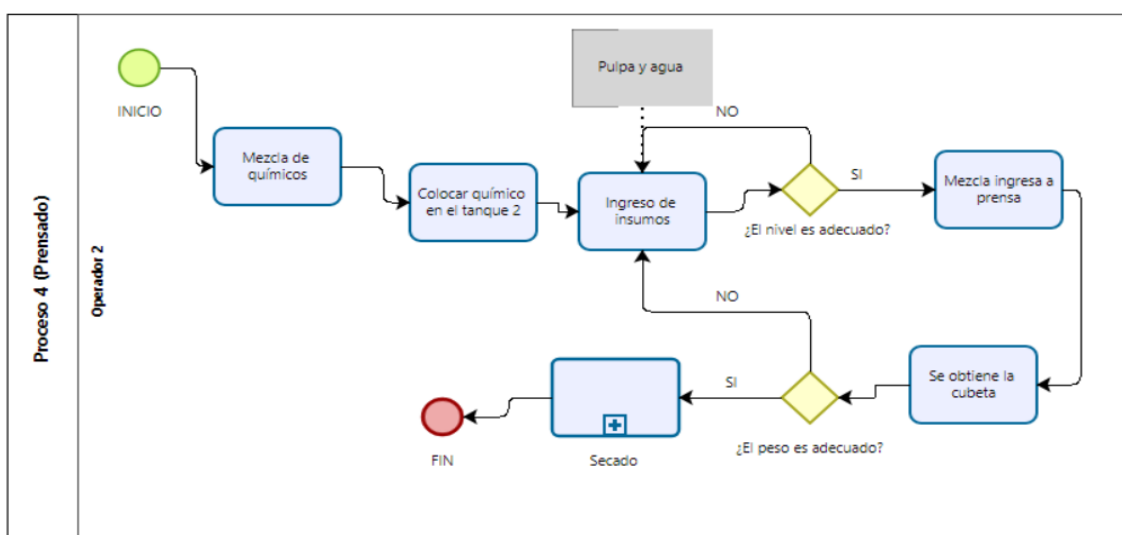 Proceso 4 (Prensado)
Operador 2
INICIO
Mezcla de
químicos
Colocar químico
en el tanque 2
Pulpa y agua
Ingreso de
insumos
NO
SI
¿El nivel es adecuado?
Mezcla ingresa a
prensa
Se obtiene la
cubeta
NO
SI
¿El peso es adecuado?
Secado
FIN